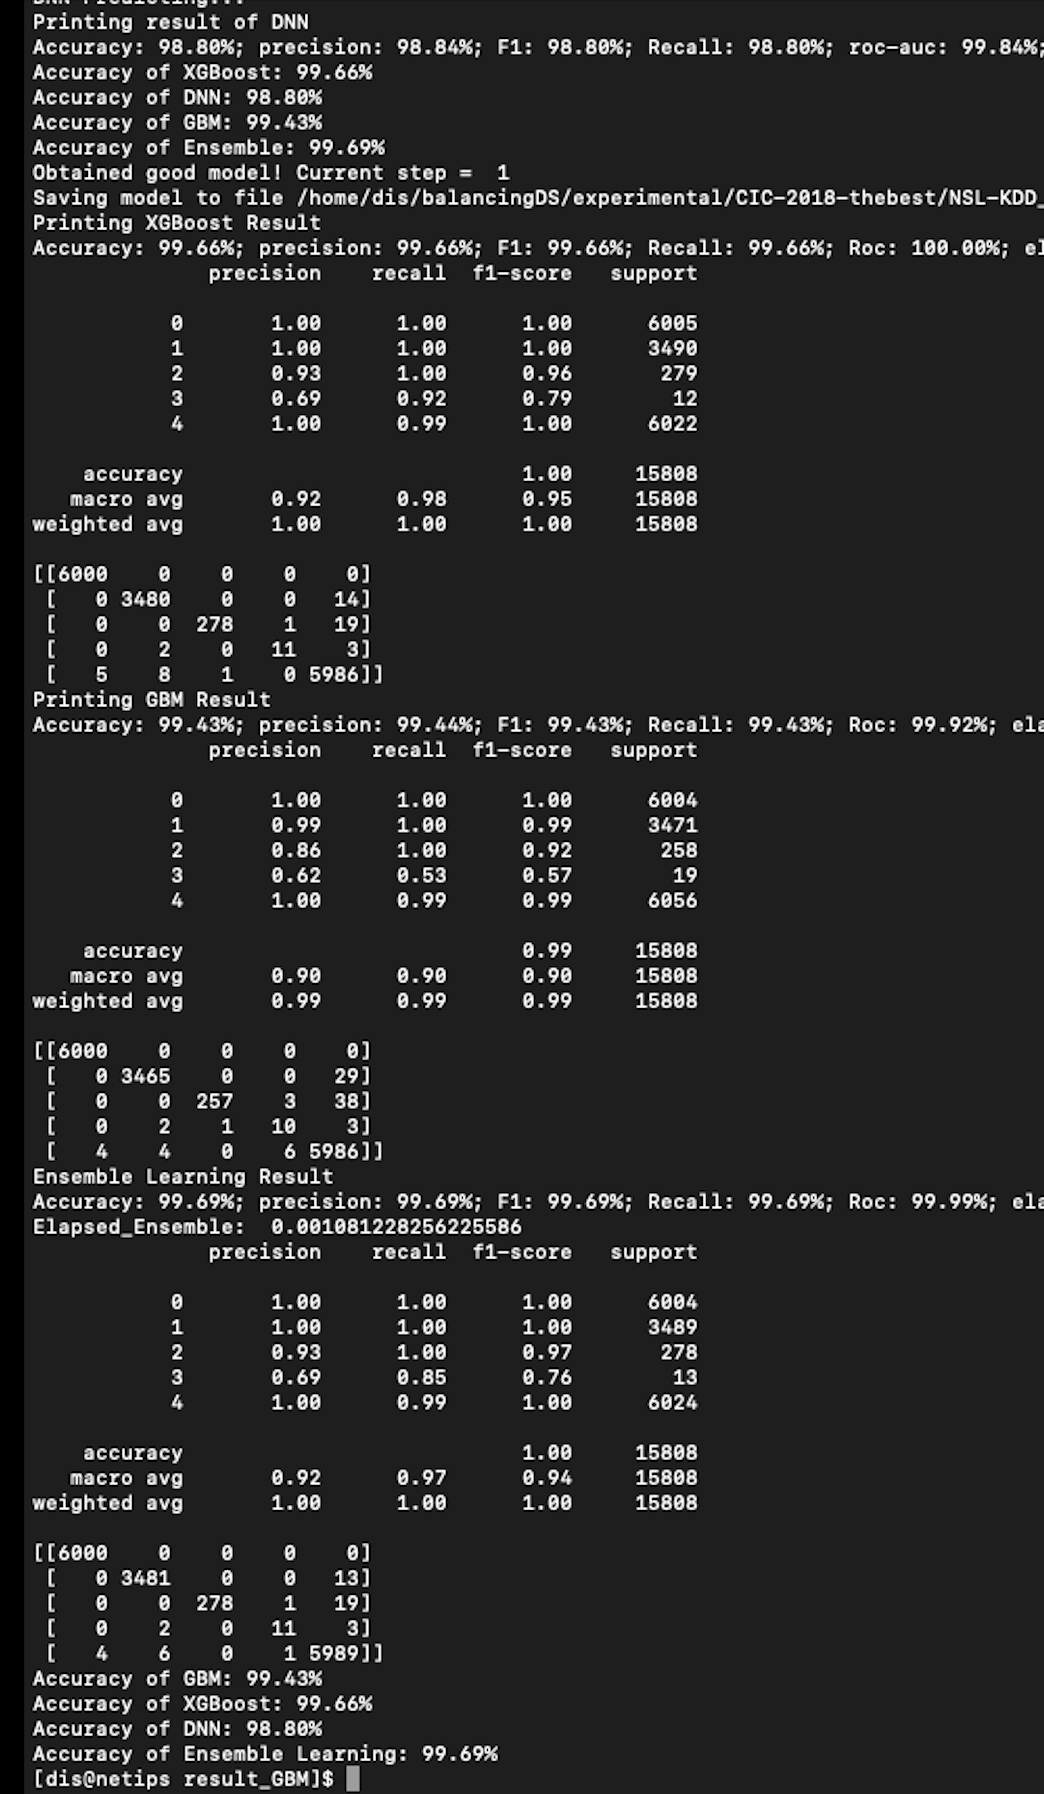 DNN Predicting...
Printing result of DNN
Accuracy: 98.80%; precision: 98.84%; F1: 98.80%; Recall: 98.80%; roc-auc: 99.84%;
Accuracy of XGBoost: 99.66%
Accuracy of DNN: 98.80%
Accuracy of GBM: 99.43%
Accuracy of Ensemble: 99.69%
Obtained good model! Current step =  1
Saving model to file /home/dis/balancingDS/experimental/CIC-2018-thebest/NSL-KDD_
Printing XGBoost Result
Accuracy: 99.66%; precision: 99.66%; F1: 99.66%; Recall: 99.66%; Roc: 100.00%; el
precision recall f1-score support
0 1.00 1.00 1.00 6005
1 1.00 1.00 1.00 3490
2 0.93 1.00 0.96 279
3 0.69 0.92 0.79 12
4 1.00 0.99 1.00 6022
accuracy 1.00 15808
macro avg 0.92 0.98 0.95 15808
weighted avg 1.00 1.00 1.00 15808
[[6000 0 0 0 0]
[ 0 3480 0 0 14]
[ 0 0 278 1 19]
[ 0 2 0 11 3]
[ 5 8 1 0 5986]]
Printing GBM Result
Accuracy: 99.43%; precision: 99.44%; F1: 99.43%; Recall: 99.43%; Roc: 99.92%; ela
precision recall f1-score support
0 1.00 1.00 1.00 6004
1 0.99 1.00 0.99 3471
2 0.86 1.00 0.92 258
3 0.62 0.53 0.57 19
4 1.00 0.99 0.99 6056
accuracy 0.99 15808
macro avg 0.90 0.90 0.90 15808
weighted avg 0.99 0.99 0.99 15808
[[6000 0 0 0 0]
[ 0 3465 0 0 29]
[ 0 0 257 3 38]
[ 0 2 1 10 3]
[ 4 4 0 6 5986]]
Ensemble Learning Result
Accuracy: 99.69%; precision: 99.69%; F1: 99.69%; Recall: 99.69%; Roc: 99.99%; ela
Elapsed_Ensemble:  0.001081228256225586
precision recall f1-score support
0 1.00 1.00 1.00 6004
1 1.00 1.00 1.00 3489
2 0.93 1.00 0.97 278
3 0.69 0.85 0.76 13
4 1.00 0.99 1.00 6024
accuracy 1.00 15808
macro avg 0.92 0.97 0.94 15808
weighted avg 1.00 1.00 1.00 15808
[[6000 0 0 0 0]
[ 0 3481 0 0 13]
[ 0 0 278 1 19]
[ 0 2 0 11 3]
[ 4 6 0 1 5989]]
Accuracy of GBM: 99.43%
Accuracy of XGBoost: 99.66%
Accuracy of DNN: 98.80%
Accuracy of Ensemble Learning: 99.69%
[dis@netips result_GBM]$